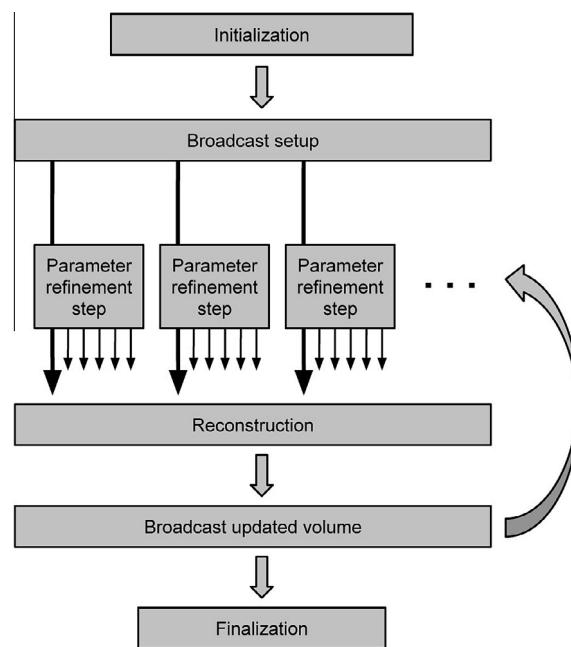 Initialization
Broadcast setup
Parameter
refinement
step
Parameter
refinement
step
Parameter
refinement
step
. . .
Reconstruction
Broadcast updated volume
Finalization